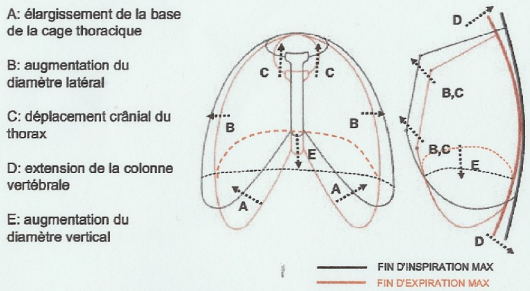 A: élargissement de la base
de la cage thoracique
B: augmentation du
diamètre latéral
C: déplacement crânial du
thorax
D: extension de la colonne
vertébrale
E: augmentation du
diamètre vertical
C C
B B
E
A A
D
B,C
B,C
E
D
FIN D'INSPIRATION MAX
FIN D'EXPIRATION MAX